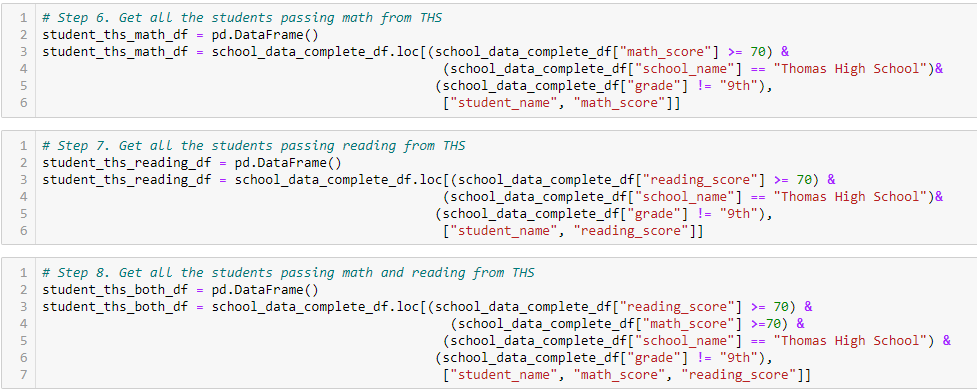 1 # Step 6. Get all the students passing math from THS
2 student_ths_math_df = pd.DataFrame()
3 student_ths_math_df = school_data_complete_df.loc[(school_data_complete_df["math_score"] >= 70) &
4 (school_data_complete_df["school_name"] == "Thomas High School")&
5 (school_data_complete_df["grade"] != "9th"),
6 ["student_name", "math_score"]]
1 # Step 7. Get all the students passing reading from THS
2 student_ths_reading_df = pd.DataFrame()
3 student_ths_reading_df = school_data_complete_df.loc[(school_data_complete_df["reading_score"] >= 70) &
4 (school_data_complete_df["school_name"] == "Thomas High School")&
5 (school_data_complete_df["grade"] != "9th"),
6 ["student_name", "reading_score"]]
1 # Step 8. Get all the students passing math and reading from THS
2 student_ths_both_df = pd.DataFrame()
3 student_ths_both_df = school_data_complete_df.loc[(school_data_complete_df["reading_score"] >= 70) &
4 (school_data_complete_df["math_score"] >=70) &
5 (school_data_complete_df["school_name"] == "Thomas High School") &
6 (school_data_complete_df["grade"] != "9th"),
7 ["student_name", "math_score", "reading_score"]]